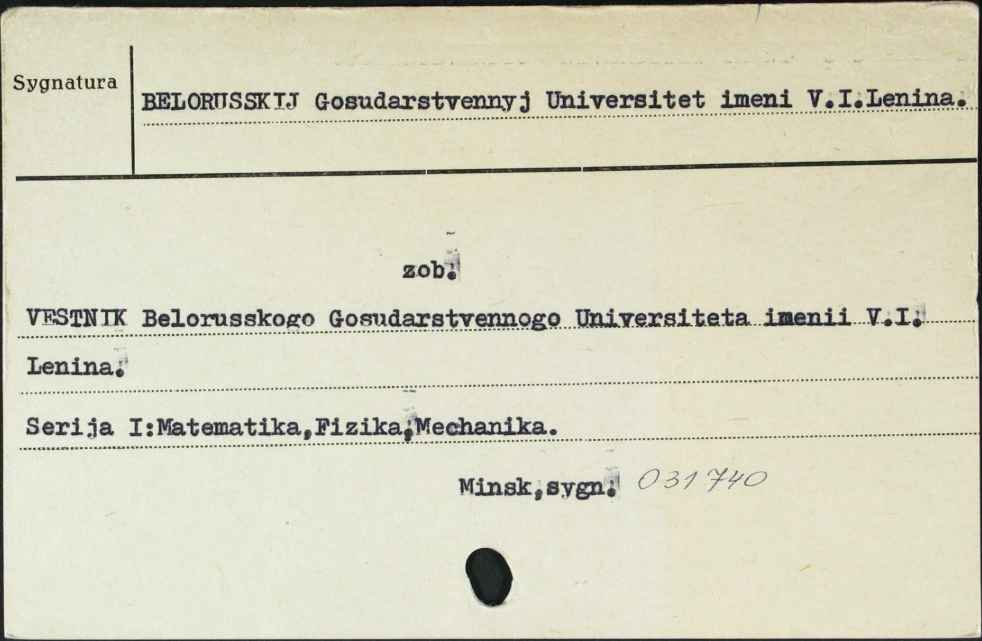 Sygnatura
BELORUSSKIJ Gosudarstvennyj Universitet imeni V.I.Lenina.
zob.
VESTNIK Belorusskogo Gosudarstvennogo Universiteta imenii V.I.
Lenina.
Serija I:Matematika,Fizika,Mechanika.
Minsk,sygn. 031740